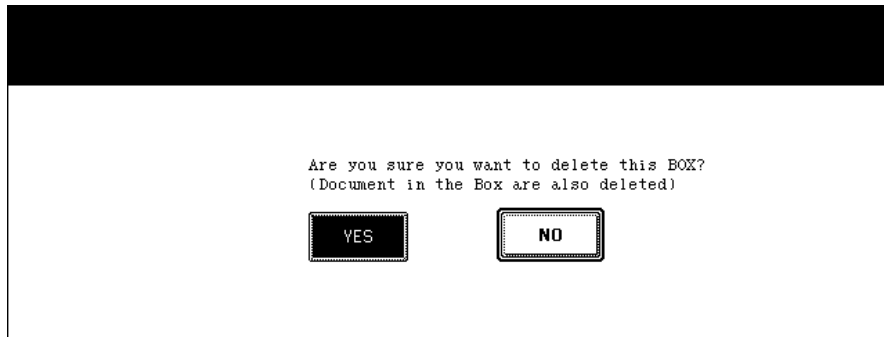 Are you sure you want to delete this BOX?
(Document in the Box are also deleted)
YES NO